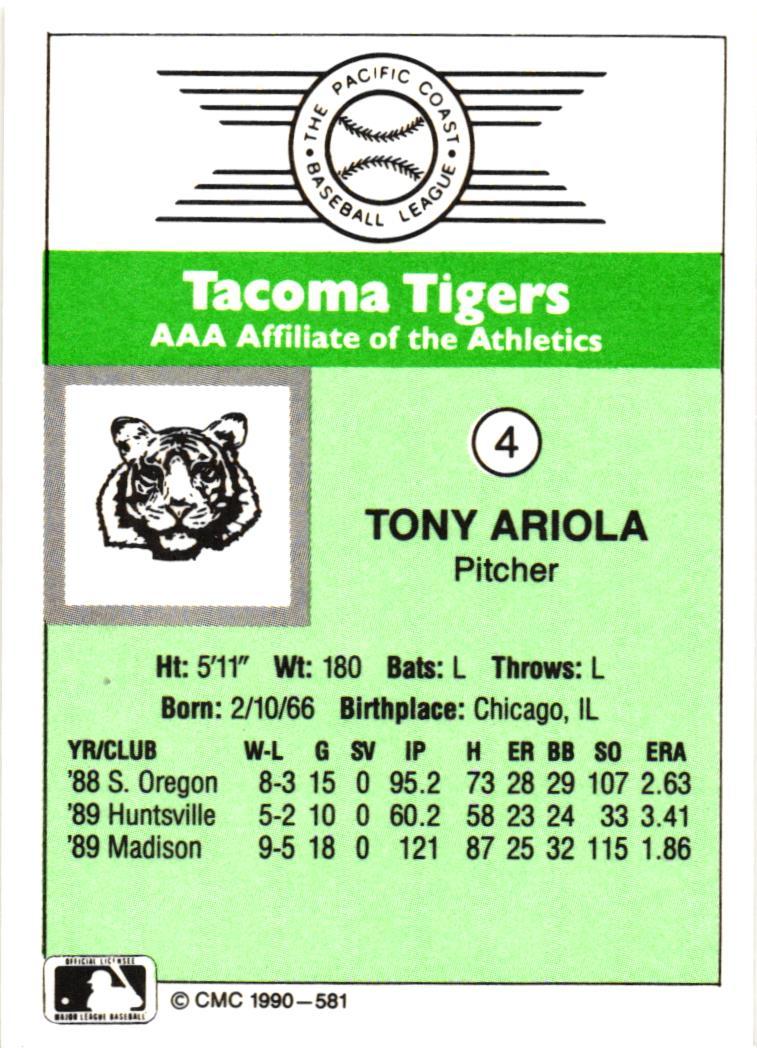 THE PACIFIC COAST
• BASEBALL LEAGUE •
Tacoma Tigers
AAA Affiliate of the Athletics
4
TONY ARIOLA
Pitcher
Ht: 5'11" Wt: 180 Bats: L Throws: L
Born: 2/10/66 Birthplace: Chicago, IL
YR/CLUB W-L G SV IP H ER BB SO ERA
'88 S. Oregon 8-3 15 0 95.2 73 28 29 107 2.63
'89 Huntsville 5-2 10 0 60.2 58 23 24 33 3.41
'89 Madison 9-5 18 0 121 87 25 32 115 1.86
OFFICIAL LICENSEE
MAJOR LEAGUE BASEBALL
© CMC 1990—581